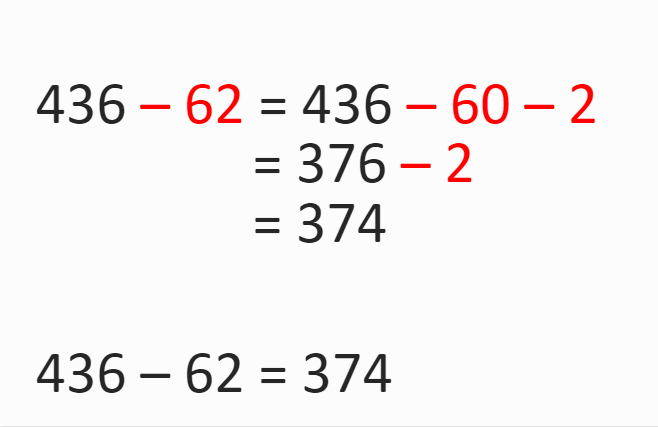 436 – 62 = 436 – 60 – 2
= 376 – 2
= 374
436 – 62 = 374